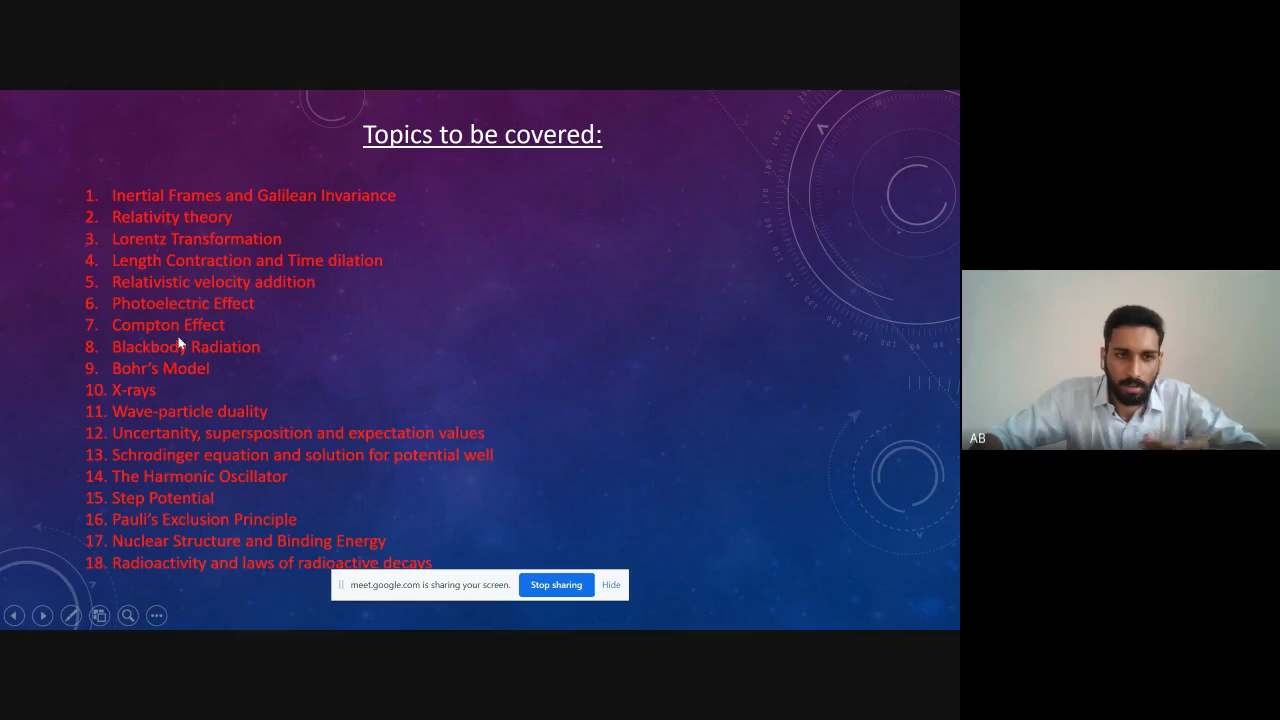 Topics to be covered:
1. Inertial Frames and Galilean Invariance
2. Relativity theory
3. Lorentz Transformation
4. Length Contraction and Time dilation
5. Relativistic velocity addition
6. Photoelectric Effect
7. Compton Effect
8. Blackbody Radiation
9. Bohr's Model
10. X-rays
11. Wave-particle duality
12. Uncertanity, supersposition and expectation values
13. Schrodinger equation and solution for potential well
14. The Harmonic Oscillator
15. Step Potential
16. Pauli's Exclusion Principle
17. Nuclear Structure and Binding Energy
18. Radioactivity and laws of radioactive decays
meet.google.com is sharing your screen. Stop sharing Hide
AB